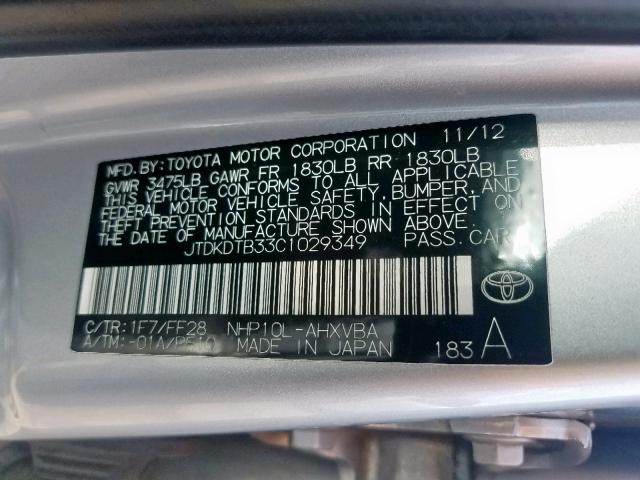 MFD. BY: TOYOTA MOTOR CORPORATION 11/12
GVWR 3475LB GAWR FR 1830LB RR 1830LB
THIS VEHICLE CONFORMS TO ALL APPLICABLE
FEDERAL MOTOR VEHICLE SAFETY, BUMPER, AND
THEFT PREVENTION STANDARDS IN EFFECT ON
THE DATE OF MANUFACTURE SHOWN ABOVE.
JTDKDTB33C1029349 PASS. CAR
C/TR: 1F7/FF28 NHP10L-AHXVBA
A/TM: -01A/ MADE IN JAPAN 183 A